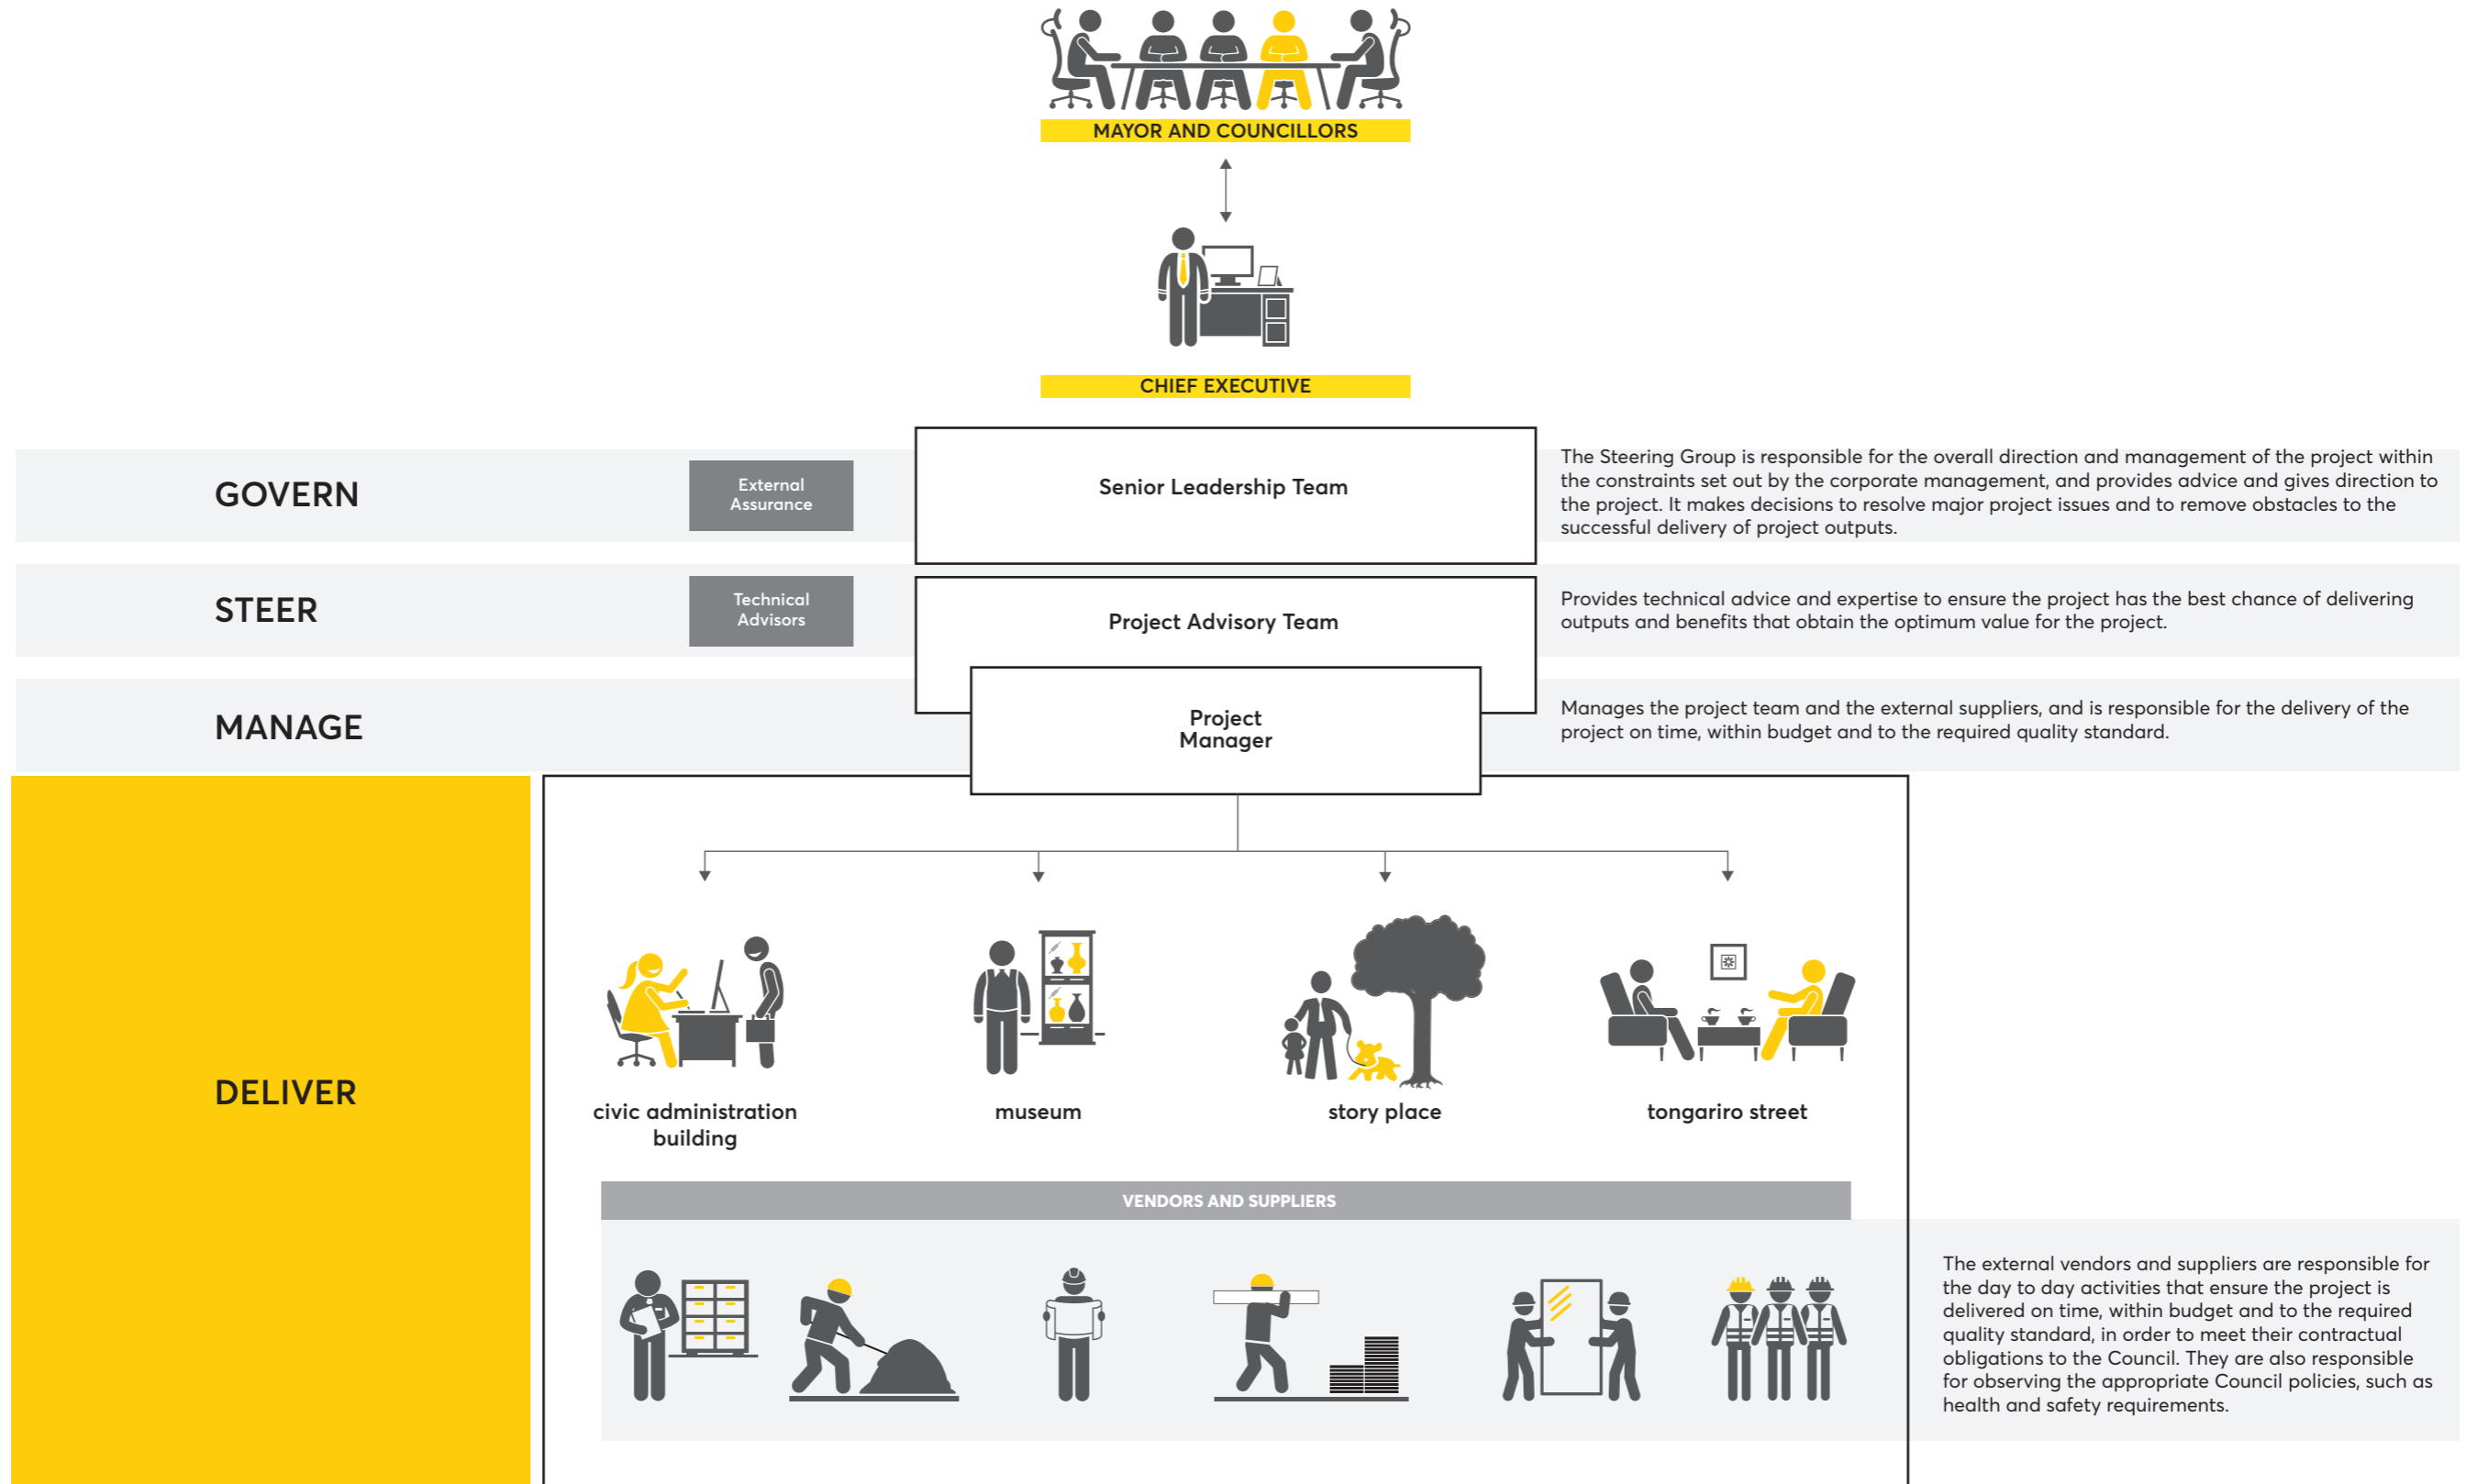 MAYOR AND COUNCILLORS
CHIEF EXECUTIVE
GOVERN
External
Assurance
Senior Leadership Team
The Steering Group is responsible for the overall direction and management of the project within
the constraints set out by the corporate management, and provides advice and gives direction to
the project. It makes decisions to resolve major project issues and to remove obstacles to the
successful delivery of project outputs.
STEER
Technical
Advisors
Project Advisory Team
Provides technical advice and expertise to ensure the project has the best chance of delivering
outputs and benefits that obtain the optimum value for the project.
MANAGE
Project
Manager
Manages the project team and the external suppliers, and is responsible for the delivery of the
project on time, within budget and to the required quality standard.
DELIVER
civic administration
building
museum
story place
tongariro street
VENDORS AND SUPPLIERS
The external vendors and suppliers are responsible for
the day to day activities that ensure the project is
delivered on time, within budget and to the required
quality standard, in order to meet their contractual
obligations to the Council. They are also responsible
for observing the appropriate Council policies, such as
health and safety requirements.